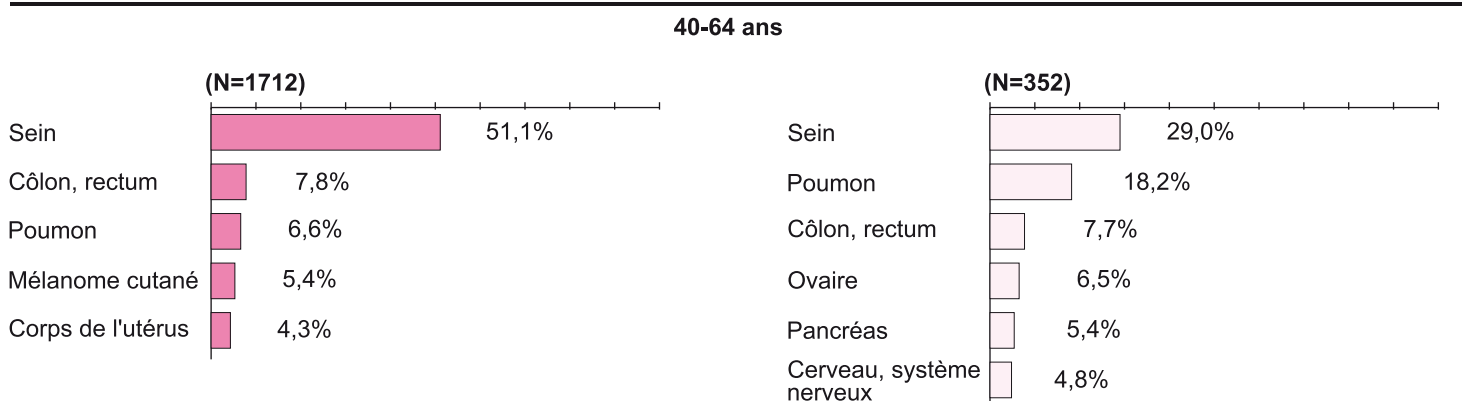 40-64 ans
(N=1712)
Sein 51,1%
Côlon, rectum 7,8%
Poumon 6,6%
Mélanome cutané 5,4%
Corps de l'utérus 4,3%
(N=352)
Sein 29,0%
Poumon 18,2%
Côlon, rectum 7,7%
Ovaire 6,5%
Pancréas 5,4%
Cerveau, système
nerveux 4,8%